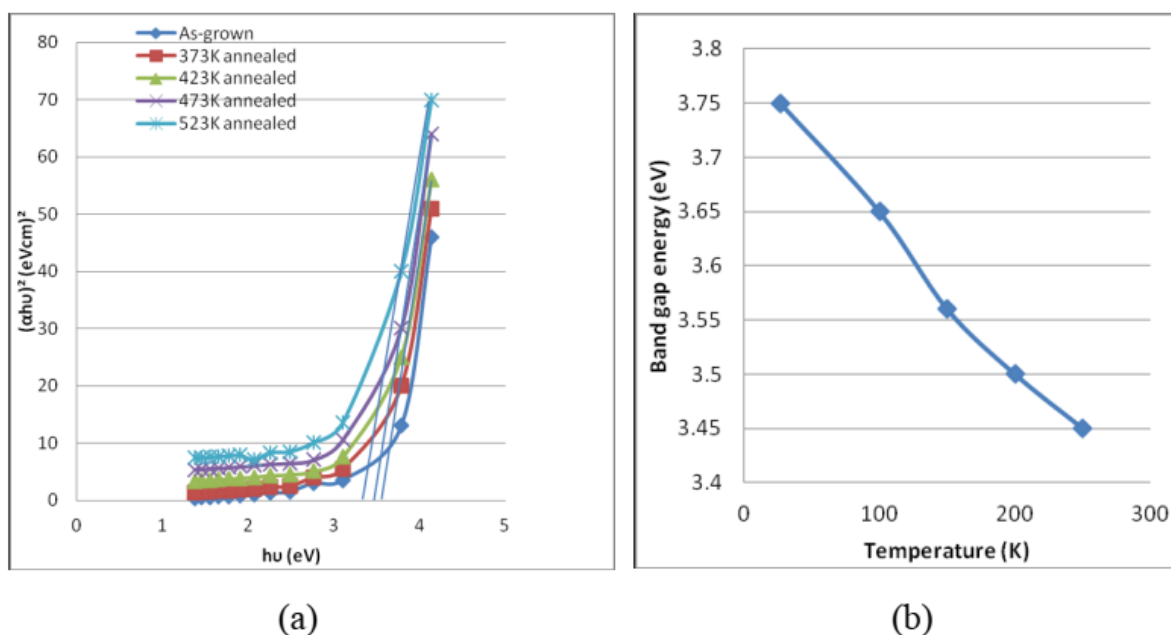 As-grown
373K annealed
423K annealed
473K annealed
523K annealed
80
70
60
50
40
30
20
10
0
(αhυ)² (eVcm)²
0 1 2 3 4 5
hυ (eV)
3.8
3.75
3.7
3.65
3.6
3.55
3.5
3.45
3.4
Band gap energy (eV)
0 100 200 300
Temperature (K)
(a) (b)